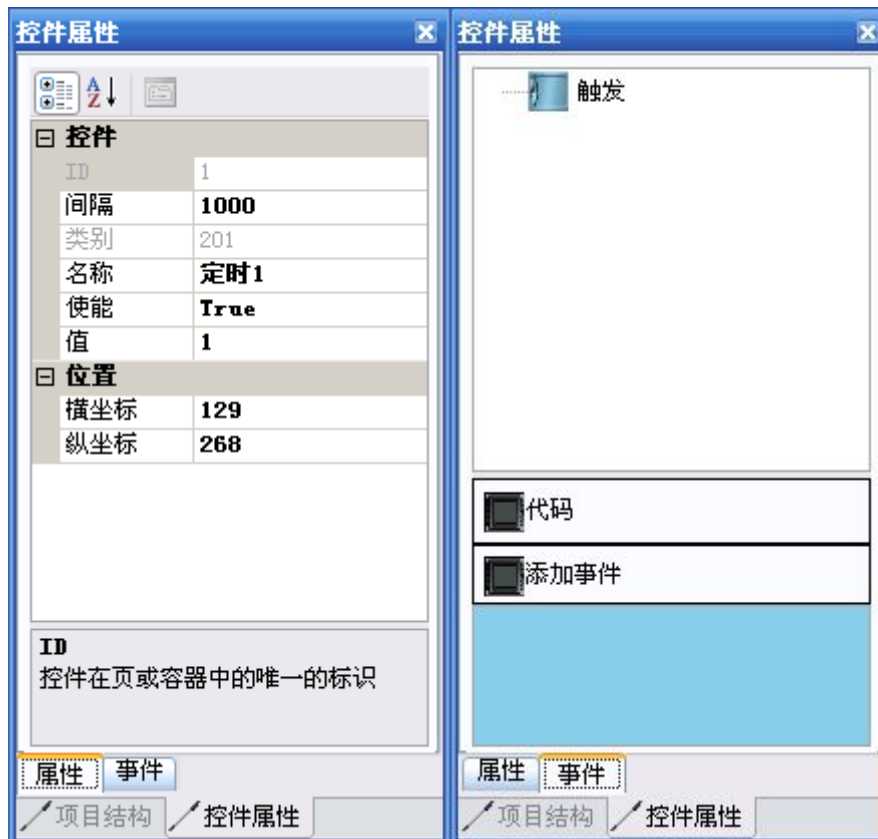 控件属性
控件
ID 1
间隔 1000
类别 201
名称 定时1
使能 True
值 1
位置
横坐标 129
纵坐标 268
ID
控件在页或容器中的唯一的标识
属性 事件
项目结构 控件属性
控件属性
触发
代码
添加事件
属性 事件
项目结构 控件属性